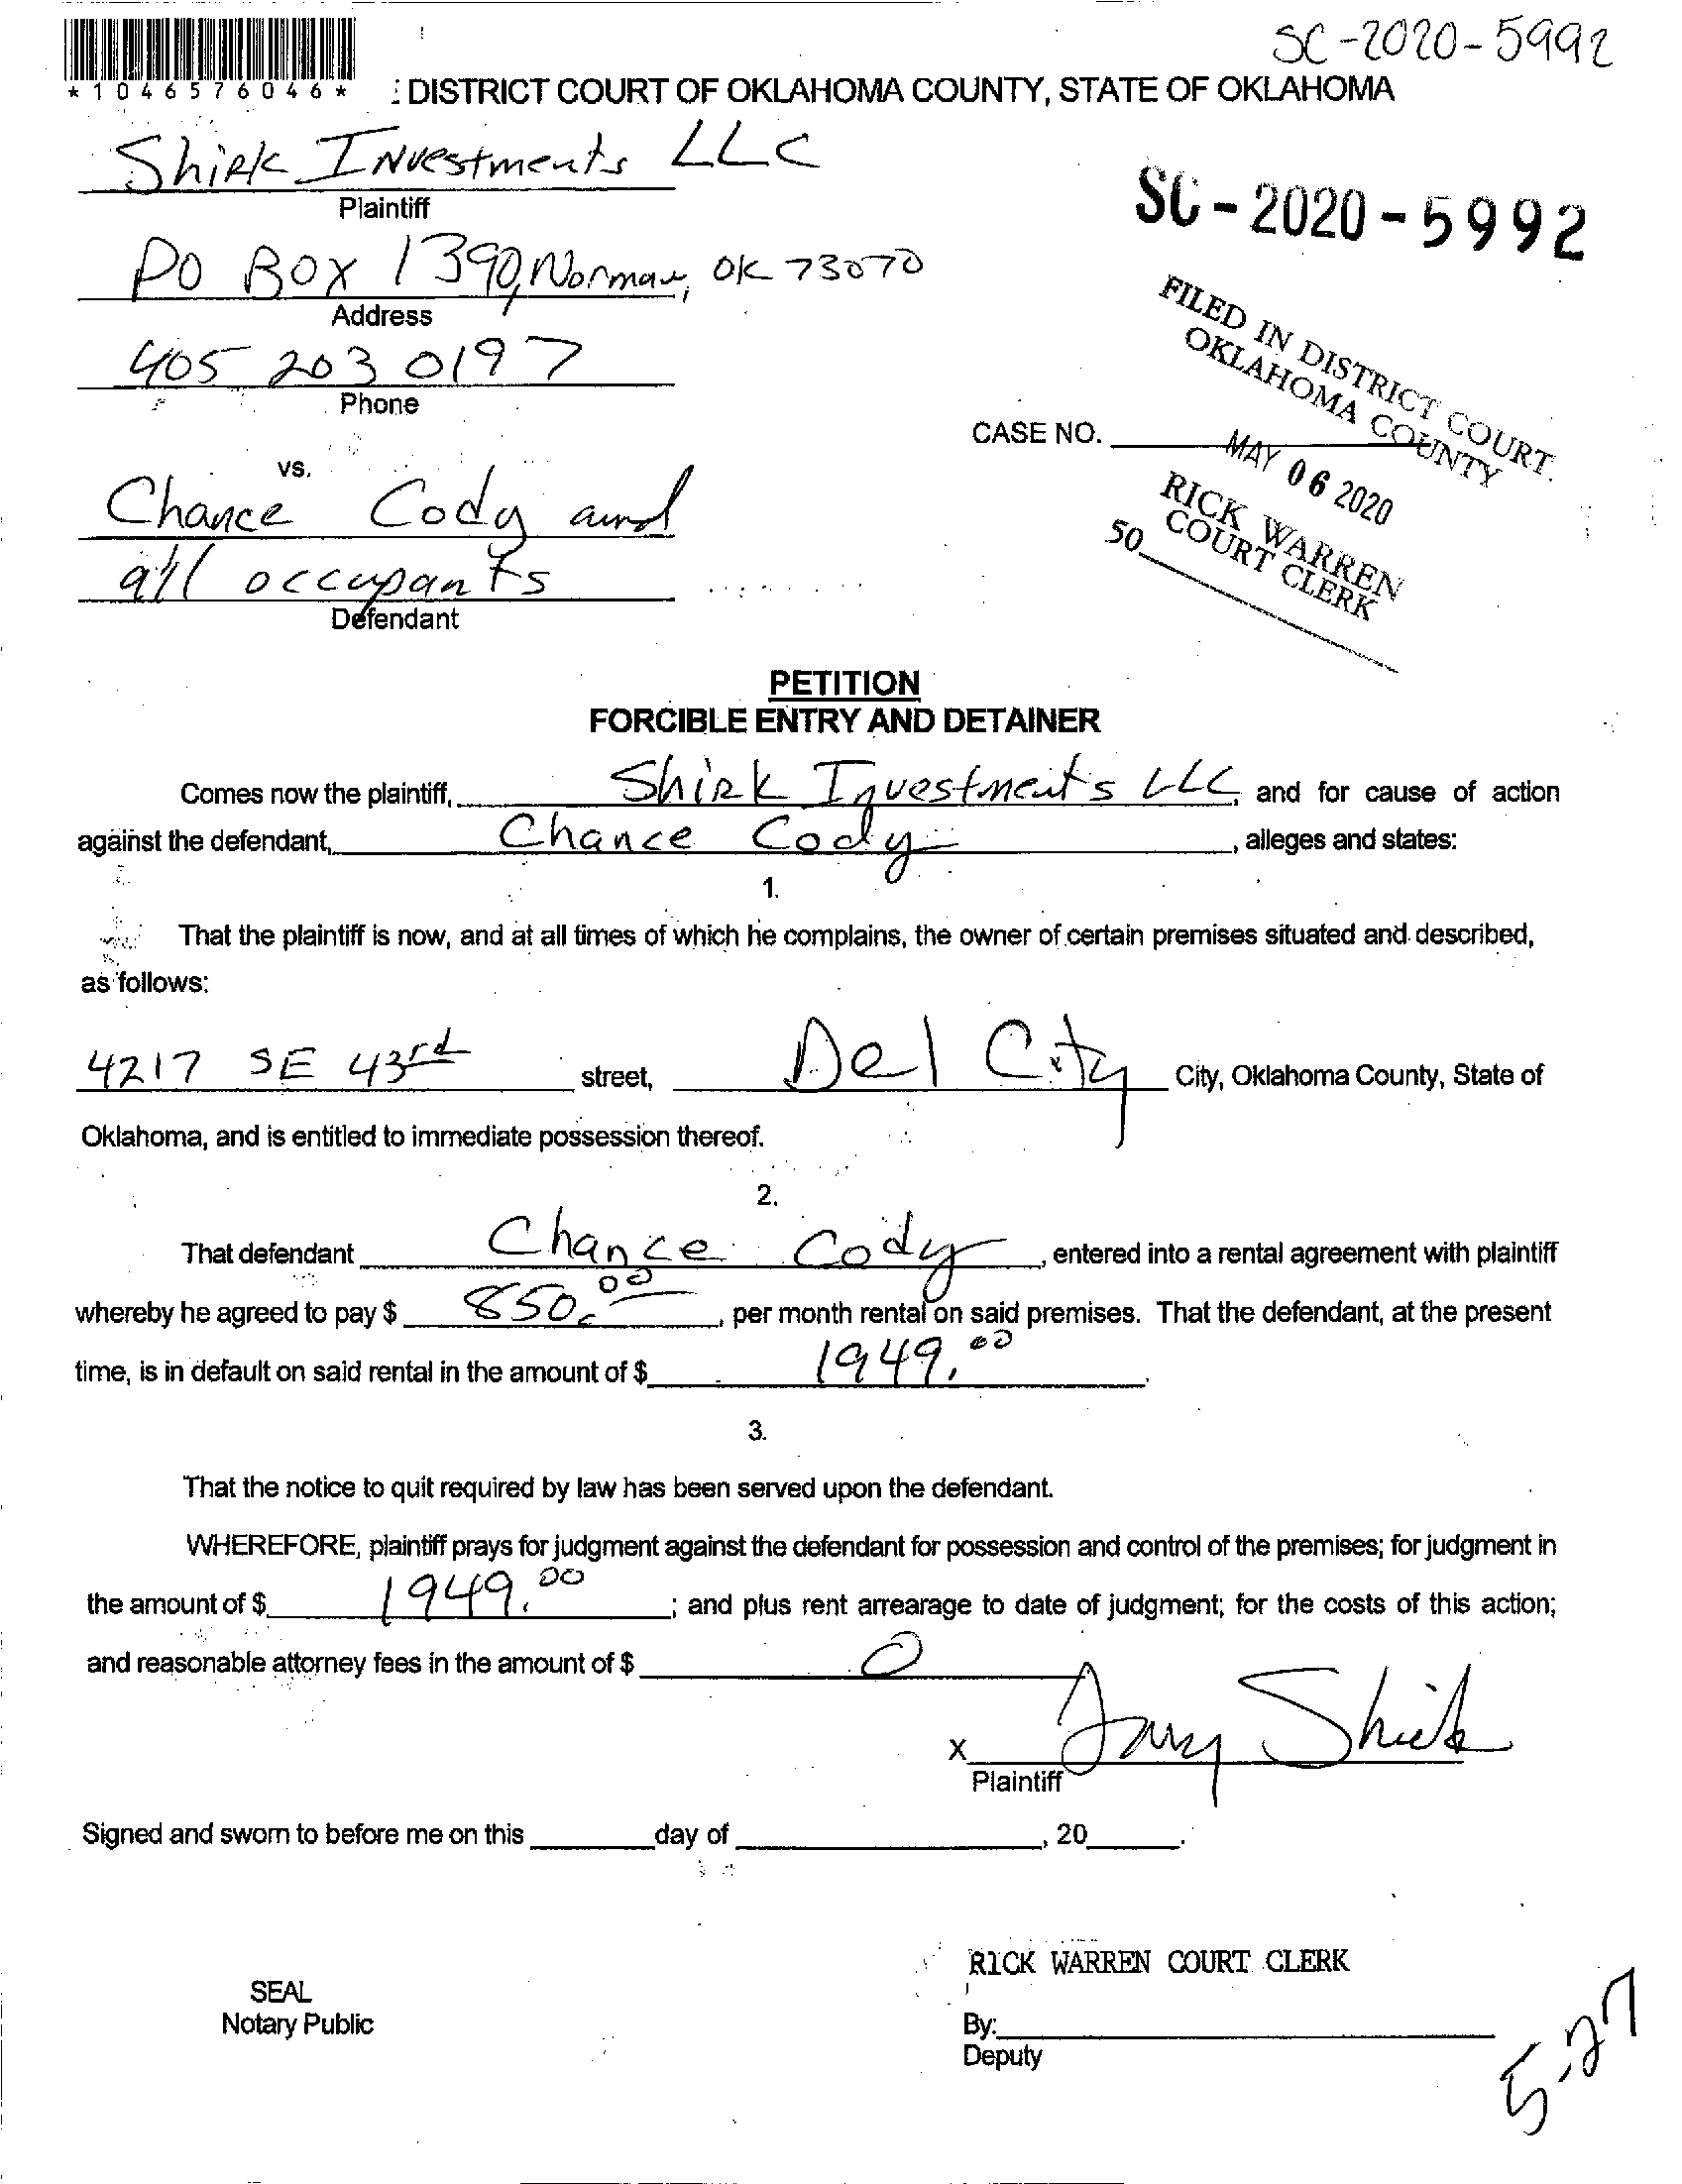 SC-2020-5992
*1046576046*
: DISTRICT COURT OF OKLAHOMA COUNTY, STATE OF OKLAHOMA
Shirk Investments LLC
Plaintiff
SC-2020-5992
PO Box 1390, Norman, OK 73070
Address
FILED IN DISTRICT COURT
OKLAHOMA COUNTY
405 203 0197
Phone
CASE NO.
MAY 06 2020
vs.
RICK WARREN
COURT CLERK
50
Chance Cody and
all occupants
Defendant
PETITION
FORCIBLE ENTRY AND DETAINER
Comes now the plaintiff, Shirk Investments LLC, and for cause of action
against the defendant, Chance Cody, alleges and states:
1.
That the plaintiff is now, and at all times of which he complains, the owner of certain premises situated and described,
as follows:
4217 SE 43rd street, Del City City, Oklahoma County, State of
Oklahoma, and is entitled to immediate possession thereof.
2.
That defendant Chance Cody, entered into a rental agreement with plaintiff
whereby he agreed to pay $ 850.00, per month rental on said premises. That the defendant, at the present
time, is in default on said rental in the amount of $ 1949.00.
3.
That the notice to quit required by law has been served upon the defendant.
WHEREFORE, plaintiff prays for judgment against the defendant for possession and control of the premises; for judgment in
the amount of $ 1949.00; and plus rent arrearage to date of judgment; for the costs of this action;
and reasonable attorney fees in the amount of $ 0
X Shirk
Plaintiff
Signed and sworn to before me on this ______ day of ______, 20____.
RICK WARREN COURT CLERK
SEAL
Notary Public
By:
Deputy
5-27